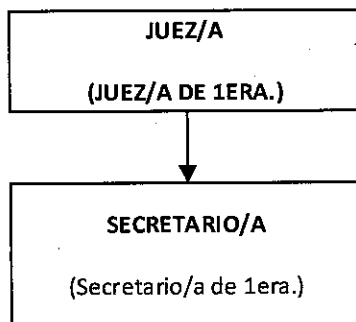 JUEZ/A
(JUEZ/A DE 1ERA.)
SECRETARIO/A
(Secretario/a de 1era.)